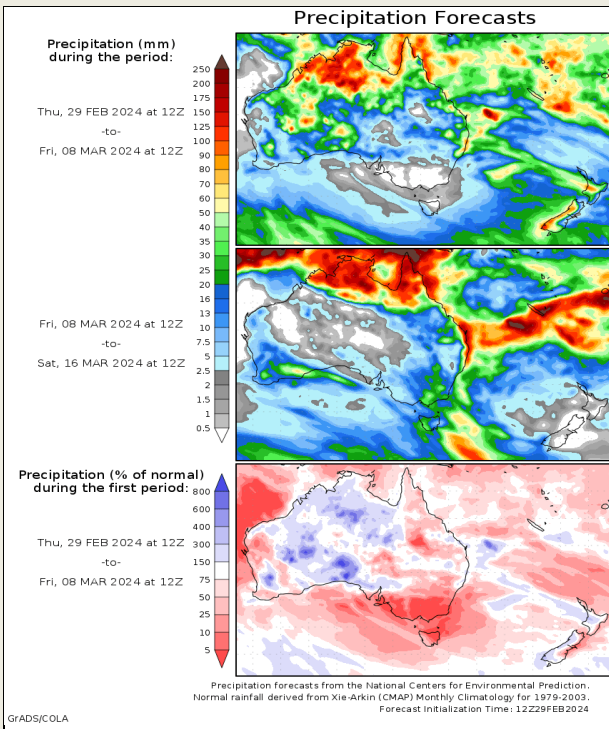 Precipitation Forecasts
Precipitation (mm)
during the period:
Thu, 29 FEB 2024 at 12Z
-to-
Fri, 08 MAR 2024 at 12Z
250
200
175
150
125
100
90
80
70
60
50
40
35
30
25
20
16
13
10
7.5
5
2.5
2
1.5
1
0.5
Fri, 08 MAR 2024 at 12Z
-to-
Sat, 16 MAR 2024 at 12Z
Precipitation (% of normal)
during the first period:
Thu, 29 FEB 2024 at 12Z
-to-
Fri, 08 MAR 2024 at 12Z
800
600
400
300
150
75
50
25
10
5
Precipitation forecasts from the National Centers for Environmental Prediction.
Normal rainfall derived from Xie-Arkin (CMAP) Monthly Climatology for 1979-2003.
Forecast Initialization Time: 12Z29FEB2024
GrADS/COLA